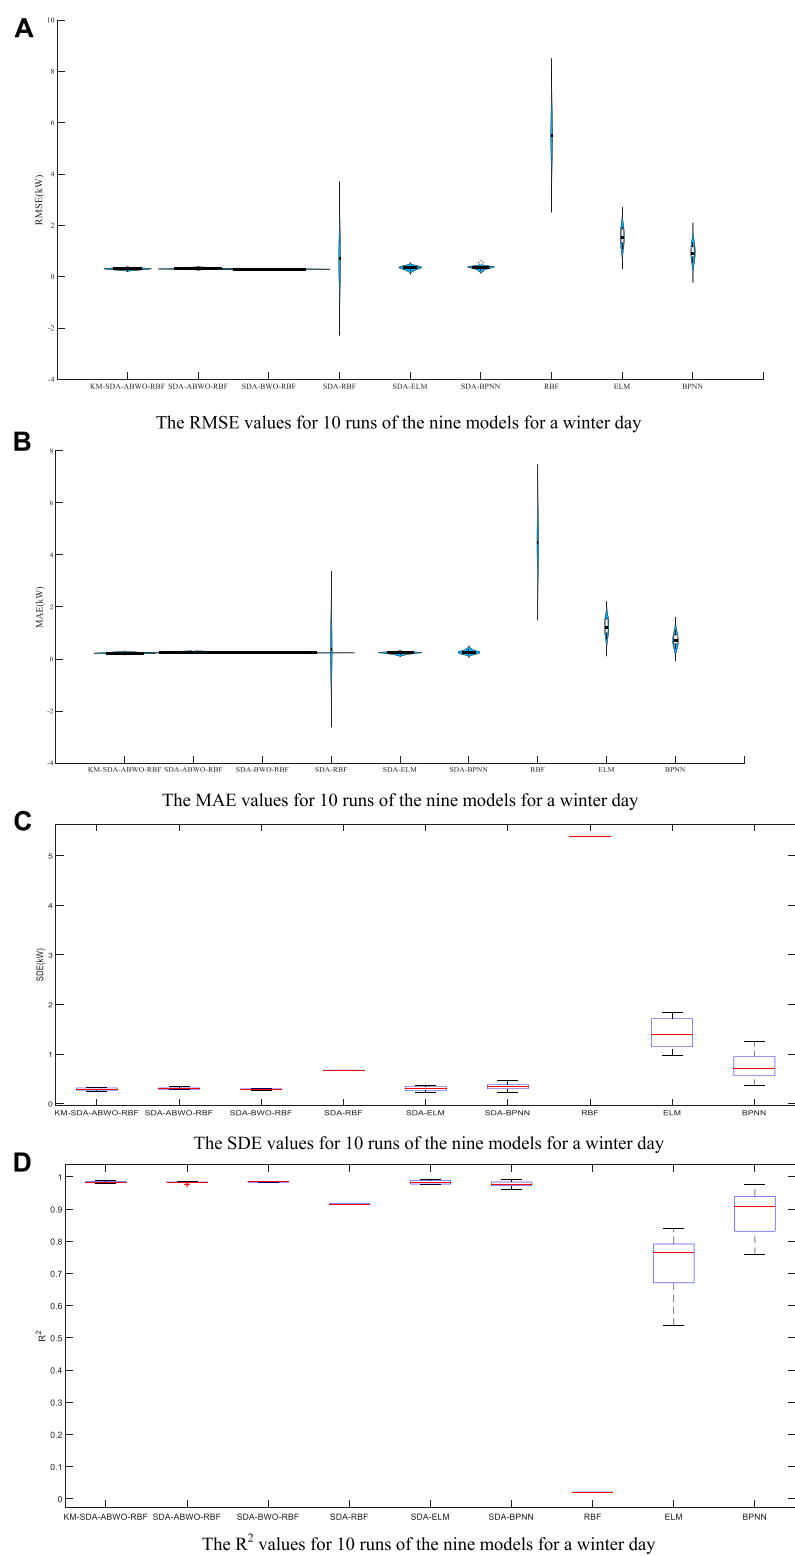 A
10
8
6
4
2
0
-2
-4
RMSE(kW)
KM-SDA-ABWO-RBF SDA-ABWO-RBF SDA-BWO-RBF SDA-RBF SDA-ELM SDA-BPNN RBF ELM BPNN
The RMSE values for 10 runs of the nine models for a winter day
B
8
6
4
2
0
-2
-4
MAE(kW)
KM-SDA-ABWO-RBF SDA-ABWO-RBF SDA-BWO-RBF SDA-RBF SDA-ELM SDA-BPNN RBF ELM BPNN
The MAE values for 10 runs of the nine models for a winter day
C
5
4
3
2
1
0
SDE(kW)
KM-SDA-ABWO-RBF SDA-ABWO-RBF SDA-BWO-RBF SDA-RBF SDA-ELM SDA-BPNN RBF ELM BPNN
The SDE values for 10 runs of the nine models for a winter day
D
1
0.9
0.8
0.7
0.6
0.5
0.4
0.3
0.2
0.1
0
R²
KM-SDA-ABWO-RBF SDA-ABWO-RBF SDA-BWO-RBF SDA-RBF SDA-ELM SDA-BPNN RBF ELM BPNN
The R² values for 10 runs of the nine models for a winter day